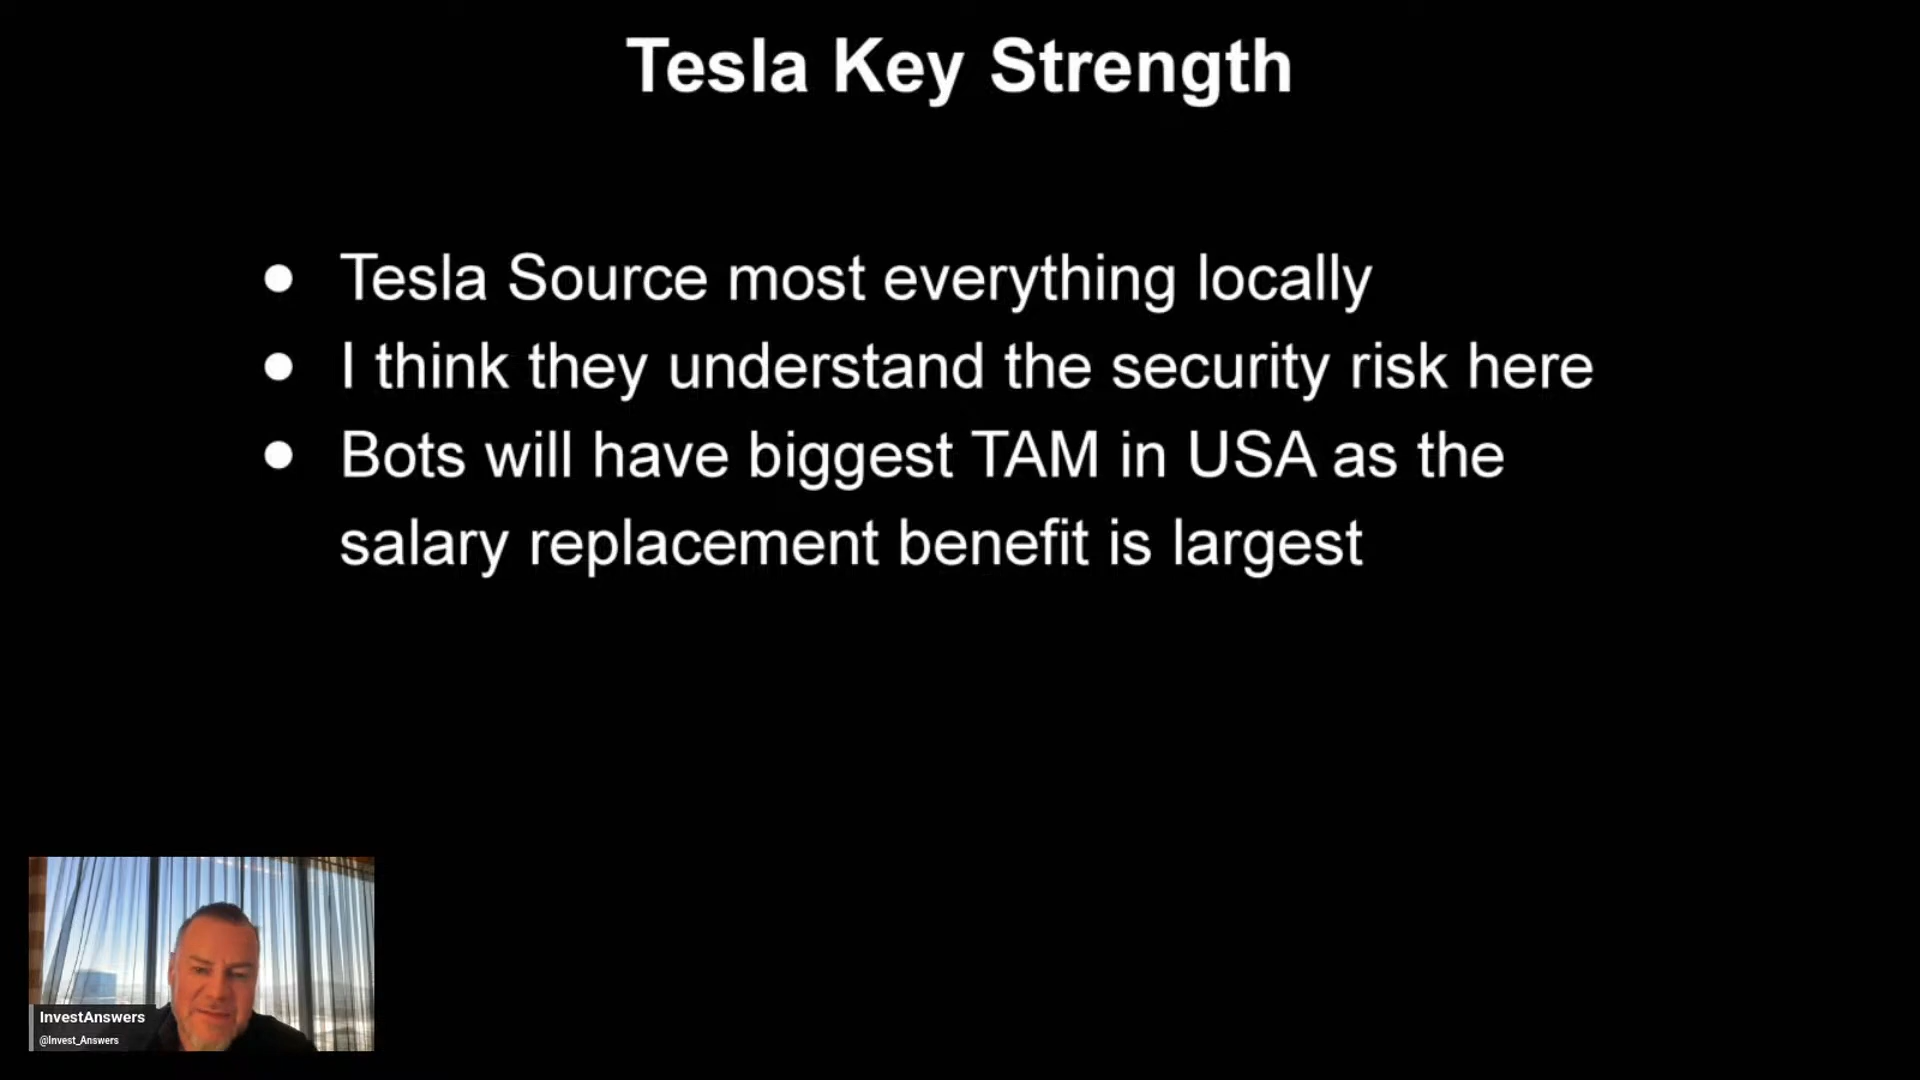 Tesla Key Strength
● Tesla Source most everything locally
● I think they understand the security risk here
● Bots will have biggest TAM in USA as the
salary replacement benefit is largest
InvestAnswers
@Invest_Answers